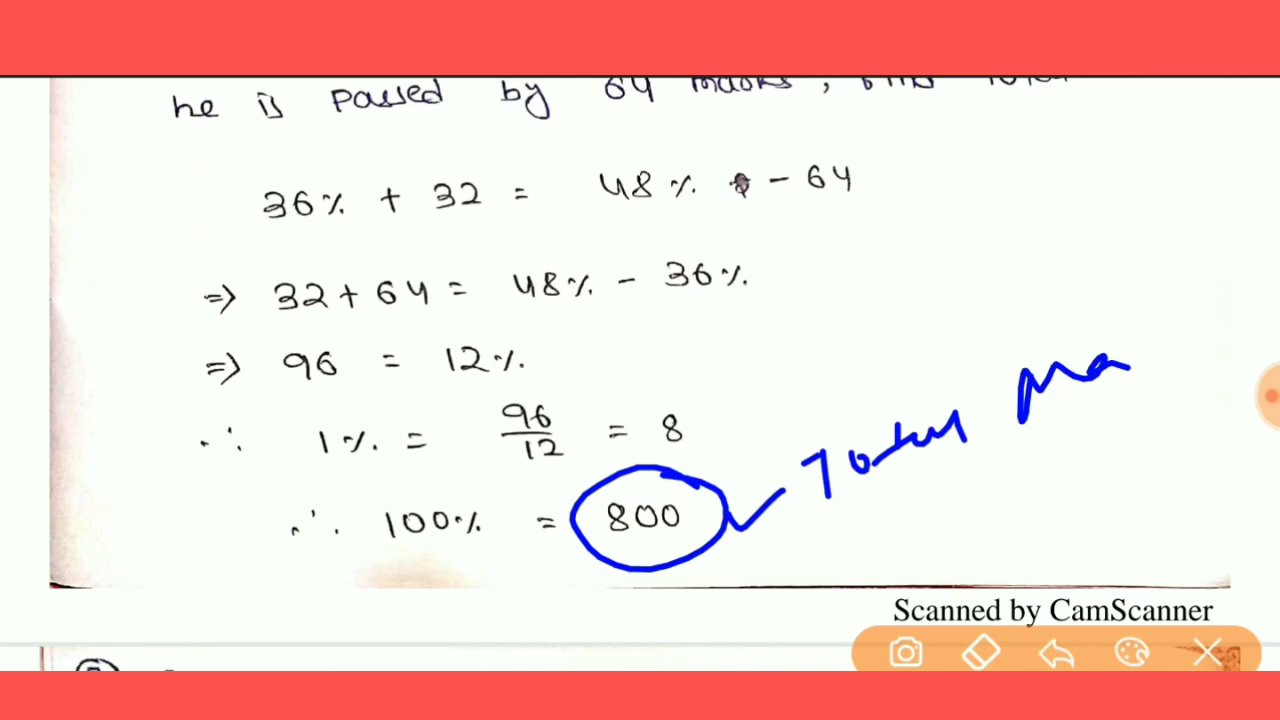 he is Passed by 64 marks,
36% + 32 = 48% - 64
=> 32 + 64 = 48% - 36%
=> 96 = 12%
∴ 1% = 96/12 = 8
∴ 100% = 800 Total Ma
Scanned by CamScanner